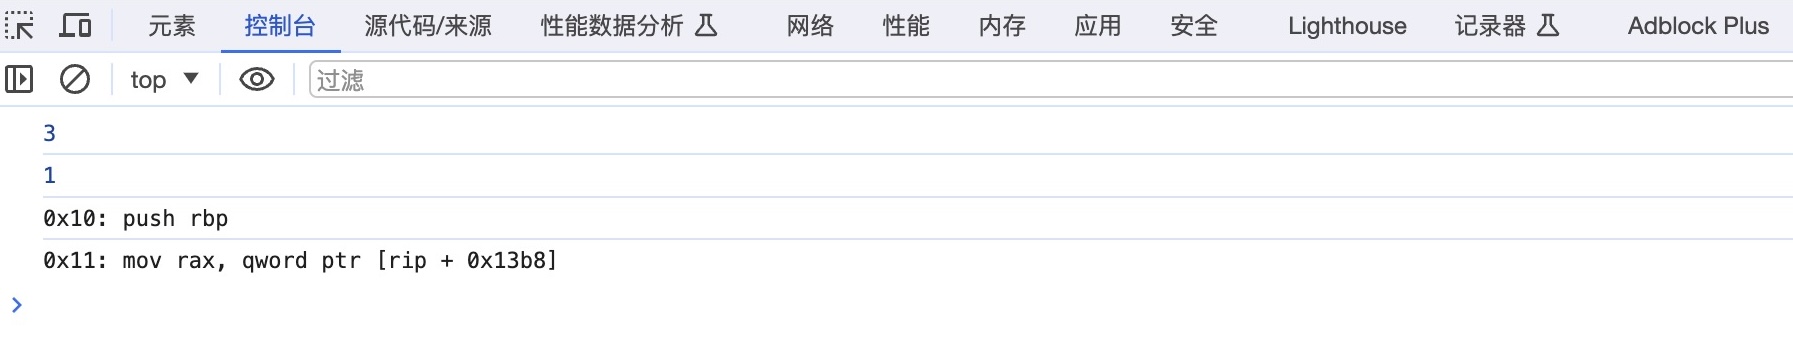 元素 控制台 源代码/来源 性能数据分析 网络 性能 内存 应用 安全 Lighthouse 记录器 Adblock Plus
top 过滤
3
1
0x10: push rbp
0x11: mov rax, qword ptr [rip + 0x13b8]